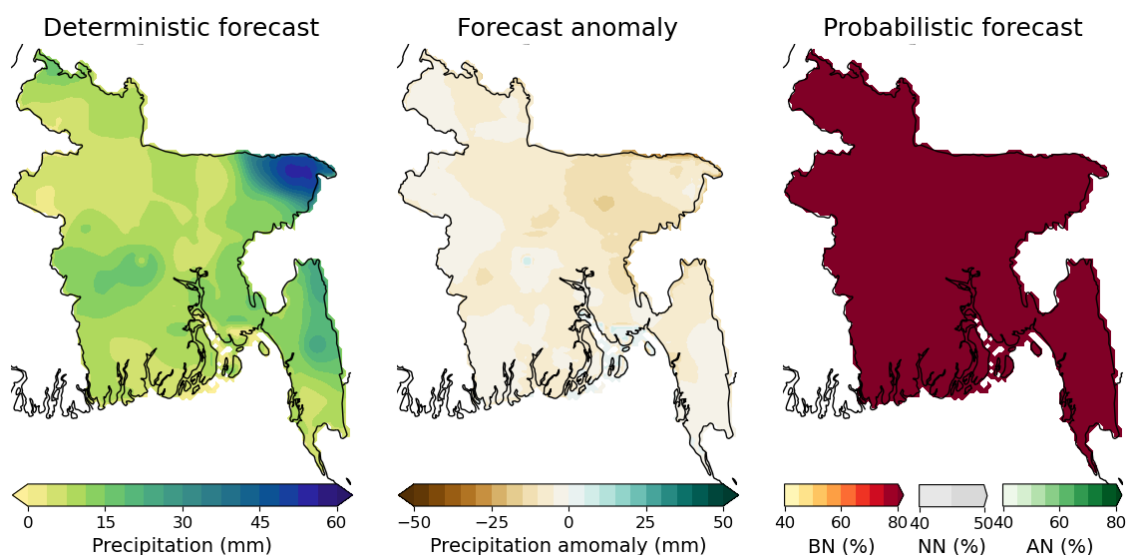 Deterministic forecast
Forecast anomaly
Probabilistic forecast
0 15 30 45 60
Precipitation (mm)
−50 −25 0 25 50
Precipitation amomaly (mm)
40 60 80
BN (%)
40 50
NN (%)
40 60 80
AN (%)